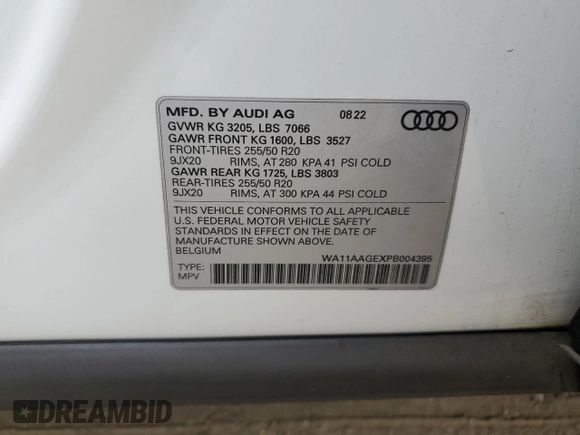 MFD. BY AUDI AG 0822
GVWR KG 3205, LBS 7066
GAWR FRONT KG 1600, LBS 3527
FRONT-TIRES 255/50 R20
9JX20 RIMS, AT 280 KPA 41 PSI COLD
GAWR REAR KG 1725, LBS 3803
REAR-TIRES 255/50 R20
9JX20 RIMS, AT 300 KPA 44 PSI COLD
THIS VEHICLE CONFORMS TO ALL APPLICABLE
U.S. FEDERAL MOTOR VEHICLE SAFETY
STANDARDS IN EFFECT ON THE DATE OF
MANUFACTURE SHOWN ABOVE.
BELGIUM
WA11AAGEXPB004395
TYPE:
MPV
DREAMBID